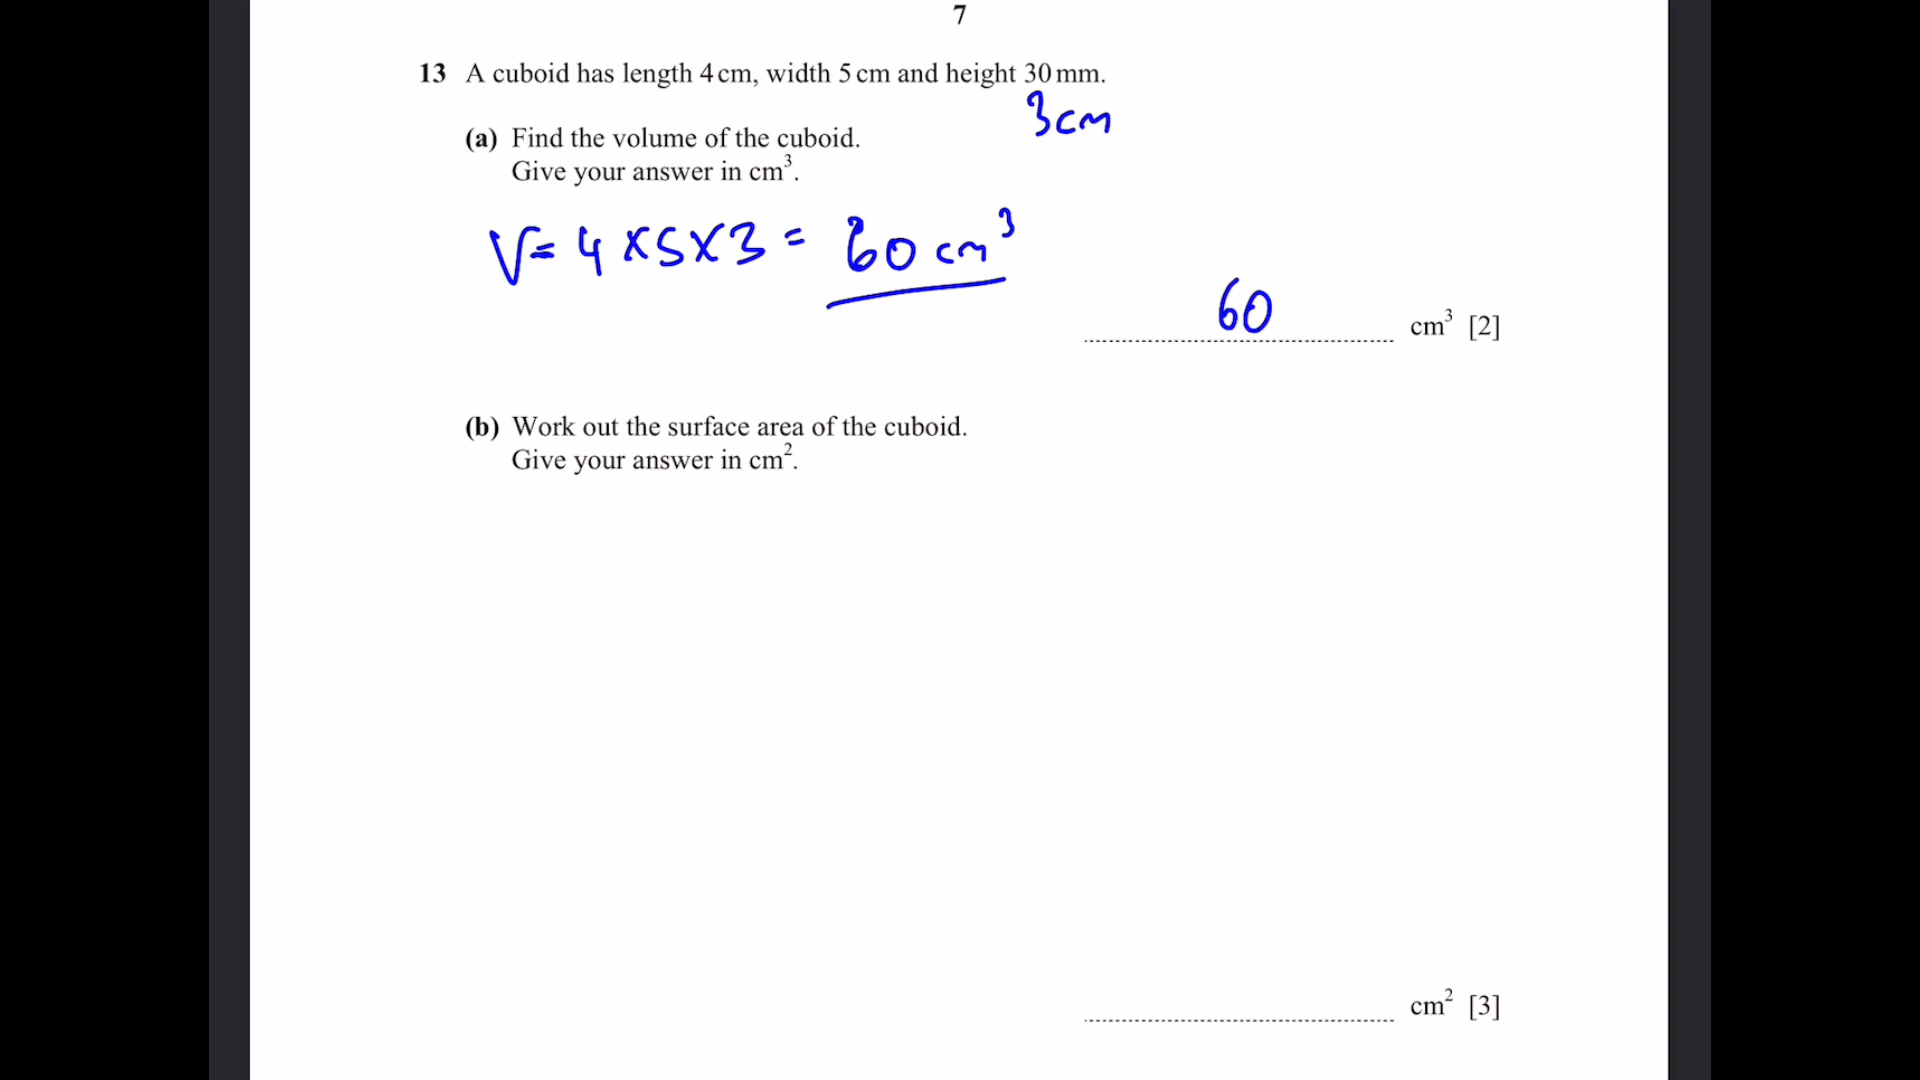 7
13 A cuboid has length 4 cm, width 5 cm and height 30 mm.
3cm
(a) Find the volume of the cuboid.
Give your answer in cm³.
V = 4 × 5 × 3 = 60 cm³
60
cm³ [2]
(b) Work out the surface area of the cuboid.
Give your answer in cm².
cm² [3]